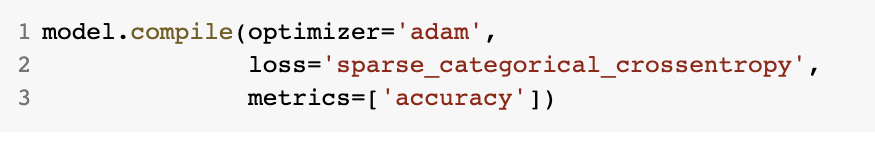 1 model.compile(optimizer='adam',
2               loss='sparse_categorical_crossentropy',
3               metrics=['accuracy'])